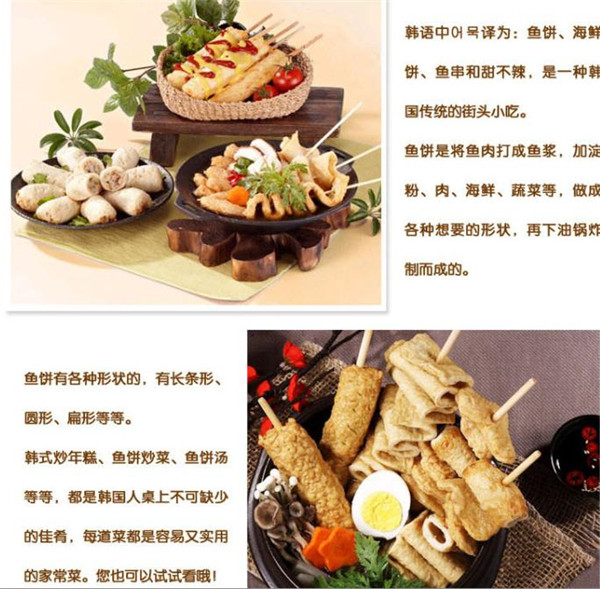 韩语中어묵译为：鱼饼、海鲜
饼、鱼串和甜不辣，是一种韩
国传统的街头小吃。
鱼饼是将鱼肉打成鱼浆，加淀
粉、肉、海鲜、蔬菜等，做成
各种想要的形状，再下油锅炸
制而成的。
鱼饼有各种形状的，有长条形、
圆形、扁形等等。
韩式炒年糕、鱼饼炒菜、鱼饼汤
等等，都是韩国人桌上不可缺少
的佳肴，每道菜都是容易又实用
的家常菜。您也可以试试看哦！